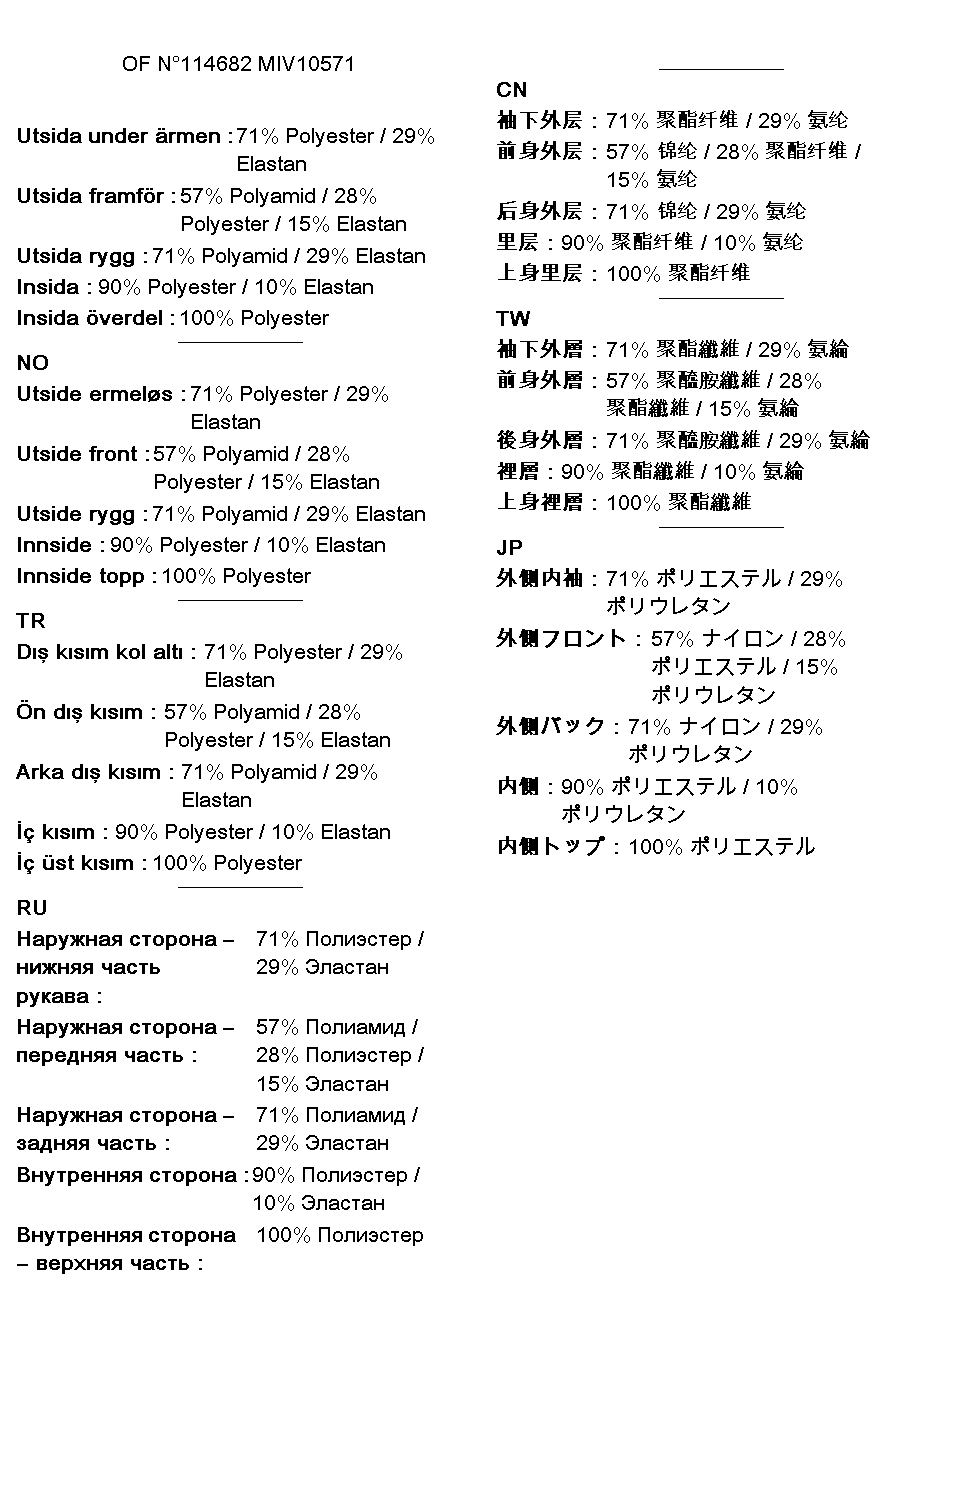 OF N°114682 MIV10571
Utsida under ärmen : 71% Polyester / 29%
Elastan
Utsida framför : 57% Polyamid / 28%
Polyester / 15% Elastan
Utsida rygg : 71% Polyamid / 29% Elastan
Insida : 90% Polyester / 10% Elastan
Insida överdel : 100% Polyester
NO
Utside ermeløs : 71% Polyester / 29%
Elastan
Utside front : 57% Polyamid / 28%
Polyester / 15% Elastan
Utside rygg : 71% Polyamid / 29% Elastan
Innside : 90% Polyester / 10% Elastan
Innside topp : 100% Polyester
TR
Dış kısım kol altı : 71% Polyester / 29%
Elastan
Ön dış kısım : 57% Polyamid / 28%
Polyester / 15% Elastan
Arka dış kısım : 71% Polyamid / 29%
Elastan
İç kısım : 90% Polyester / 10% Elastan
İç üst kısım : 100% Polyester
RU
Наружная сторона – 71% Полиэстер /
нижняя часть 29% Эластан
рукава :
Наружная сторона – 57% Полиамид /
передняя часть : 28% Полиэстер /
15% Эластан
Наружная сторона – 71% Полиамид /
задняя часть : 29% Эластан
Внутренняя сторона : 90% Полиэстер /
10% Эластан
Внутренняя сторона 100% Полиэстер
– верхняя часть :
CN
袖下外层 : 71% 聚酯纤维 / 29% 氨纶
前身外层 : 57% 锦纶 / 28% 聚酯纤维 /
15% 氨纶
后身外层 : 71% 锦纶 / 29% 氨纶
里层 : 90% 聚酯纤维 / 10% 氨纶
上身里层 : 100% 聚酯纤维
TW
袖下外層 : 71% 聚酯纖維 / 29% 氨綸
前身外層 : 57% 聚醯胺纖維 / 28%
聚酯纖維 / 15% 氨綸
後身外層 : 71% 聚醯胺纖維 / 29% 氨綸
裡層 : 90% 聚酯纖維 / 10% 氨綸
上身裡層 : 100% 聚酯纖維
JP
外側内袖 : 71% ポリエステル / 29%
ポリウレタン
外側フロント : 57% ナイロン / 28%
ポリエステル / 15%
ポリウレタン
外側バック : 71% ナイロン / 29%
ポリウレタン
内側 : 90% ポリエステル / 10%
ポリウレタン
内側トップ : 100% ポリエステル